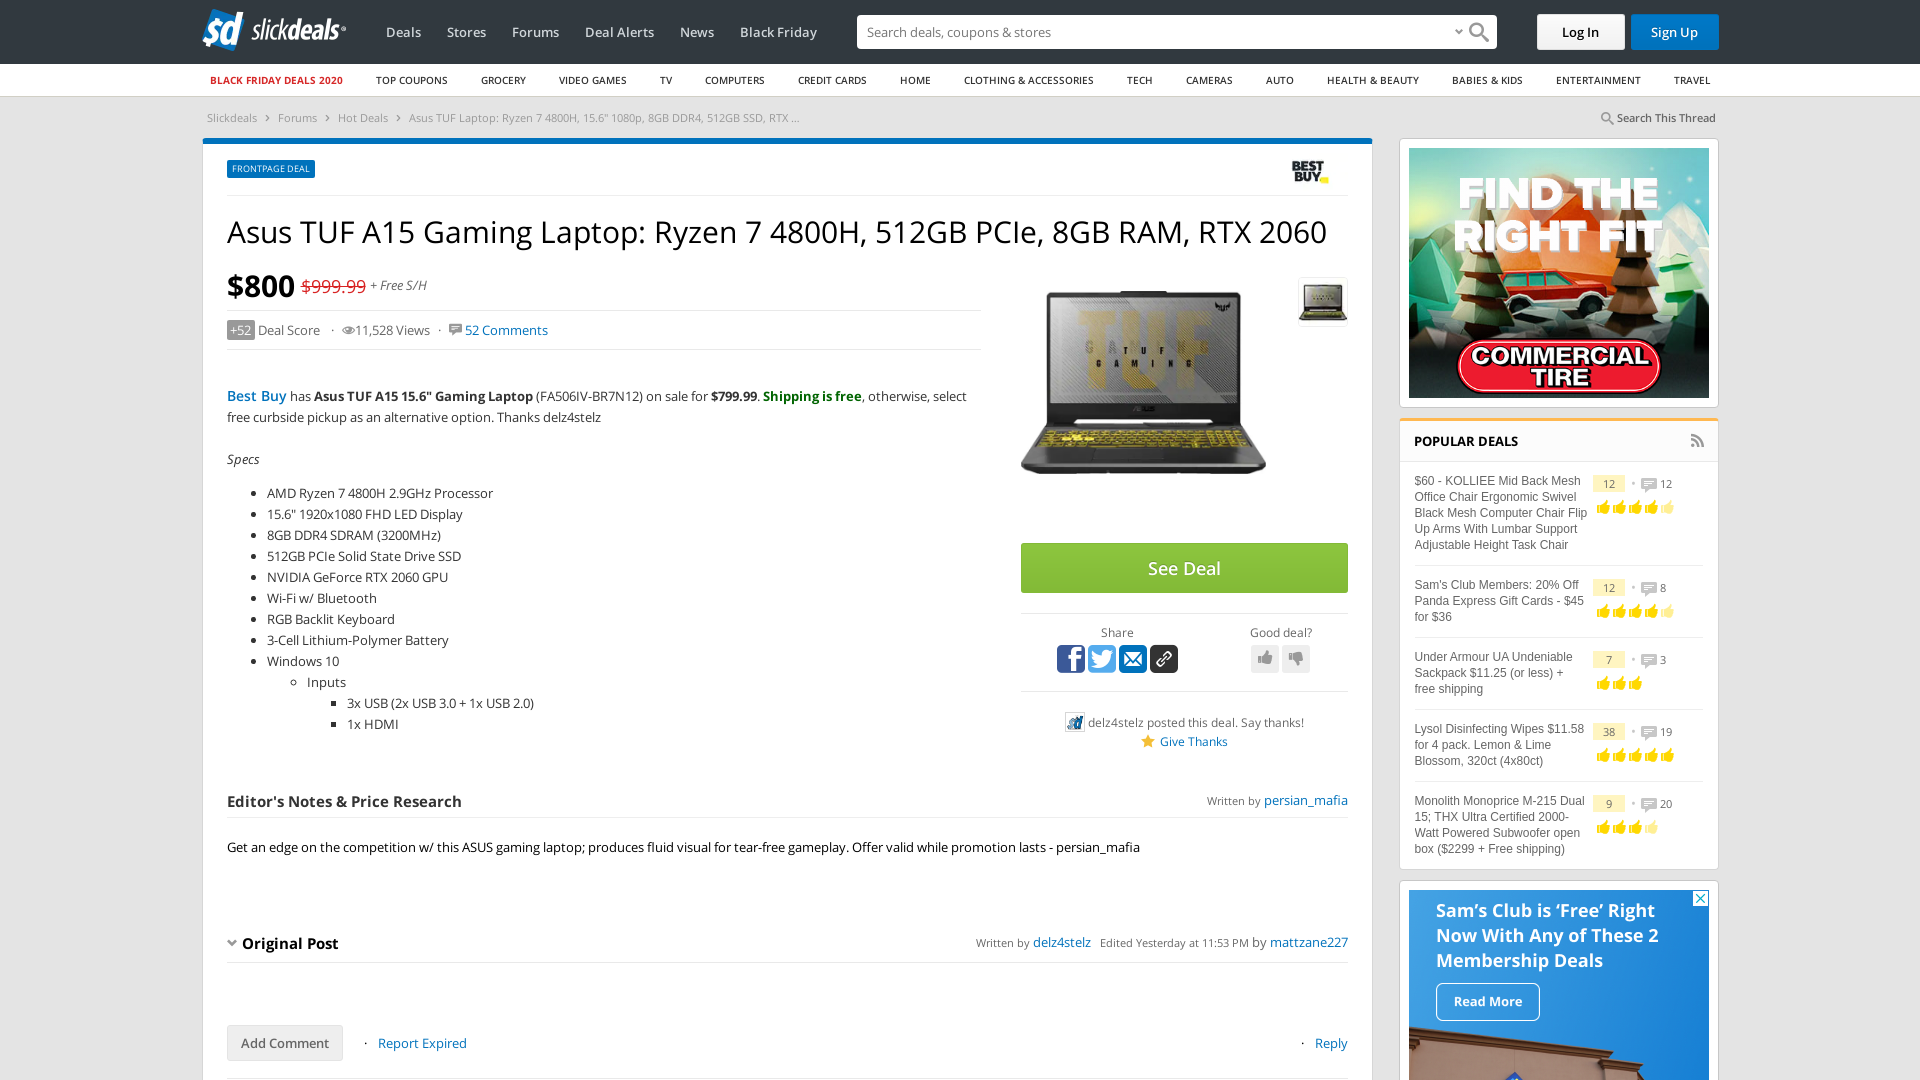 slickdeals
Deals
Stores
Forums
Deal Alerts
News
Black Friday
Search deals, coupons & shopping
Log In
Sign Up
BLACK FRIDAY DEALS 2020
TOP COUPONS
GROCERY
VIDEO GAMES
TV
COMPUTERS
CREDIT CARDS
HOME
CLOTHING & ACCESSORIES
TECH
CAMERAS
AUTO
HEALTH & BEAUTY
BABIES & KIDS
ENTERTAINMENT
TRAVEL
Slickdeals > Forums > Hot Deals > Asus TUF Laptop: Ryzen 7 4800H, 15.6" 1080p, 8GB DDR4, 512GB SSD, RTX ...
Search This Thread
FRONTPAGE DEAL
BEST BUY
Asus TUF A15 Gaming Laptop: Ryzen 7 4800H, 512GB PCIe, 8GB RAM, RTX 2060
$800 $999.99 + Free S/H
+52 Deal Score · 11,528 Views · 52 Comments
Best Buy has Asus TUF A15 15.6" Gaming Laptop (FA506IV-BR7N12) on sale for $799.99. Shipping is free, otherwise, select
free curbside pickup as an alternative option. Thanks delz4stelz
Specs
AMD Ryzen 7 4800H 2.9GHz Processor
15.6" 1920x1080 FHD LED Display
8GB DDR4 SDRAM (3200MHz)
512GB PCIe Solid State Drive SSD
NVIDIA GeForce RTX 2060 GPU
Wi-Fi w/ Bluetooth
RGB Backlit Keyboard
3-Cell Lithium-Polymer Battery
Windows 10
Inputs
3x USB (2x USB 3.0 + 1x USB 2.0)
1x HDMI
TUF
GAMING
TUF
GAMING
See Deal
Share
Good deal?
delz4stelz posted this deal. Say thanks!
Give Thanks
Editor's Notes & Price Research
Written by persian_mafia
Get an edge on the competition w/ this ASUS gaming laptop; produces fluid visual for tear-free gameplay. Offer valid while promotion lasts - persian_mafia
Original Post
Written by delz4stelz Edited Yesterday at 11:53 PM by mattzane227
Add Comment
· Report Expired
· Reply
FIND THE
RIGHT FIT
COMMERCIAL
TIRE
POPULAR DEALS
$60 - KOLLIEE Mid Back Mesh
Office Chair Ergonomic Swivel
Black Mesh Computer Chair Flip
Up Arms With Lumbar Support
Adjustable Height Task Chair
12 • 12
Sam's Club Members: 20% Off
Panda Express Gift Cards - $45
for $36
12 • 8
Under Armour UA Undeniable
Sackpack $11.25 (or less) +
free shipping
7 • 3
Lysol Disinfecting Wipes $11.58
for 4 pack. Lemon & Lime
Blossom, 320ct (4x80ct)
38 • 19
Monolith Monoprice M-215 Dual
15; THX Ultra Certified 2000-
Watt Powered Subwoofer open
box ($2299 + Free shipping)
9 • 20
Sam's Club is 'Free' Right
Now With Any of These 2
Membership Deals
Read More